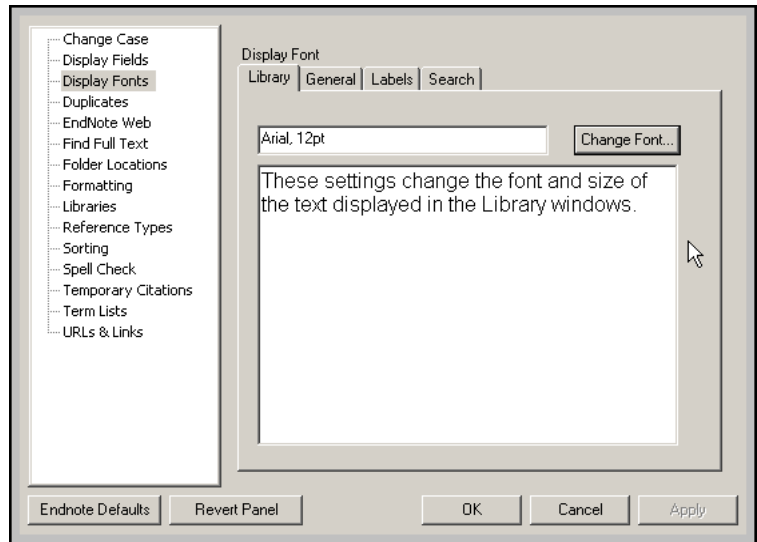 Change Case
Display Fields
Display Fonts
Duplicates
EndNote Web
Find Full Text
Folder Locations
Formatting
Libraries
Reference Types
Sorting
Spell Check
Temporary Citations
Term Lists
URLs & Links
Display Font
Library General Labels Search
Arial, 12pt Change Font...
These settings change the font and size of
the text displayed in the Library windows.
Endnote Defaults Revert Panel OK Cancel Apply